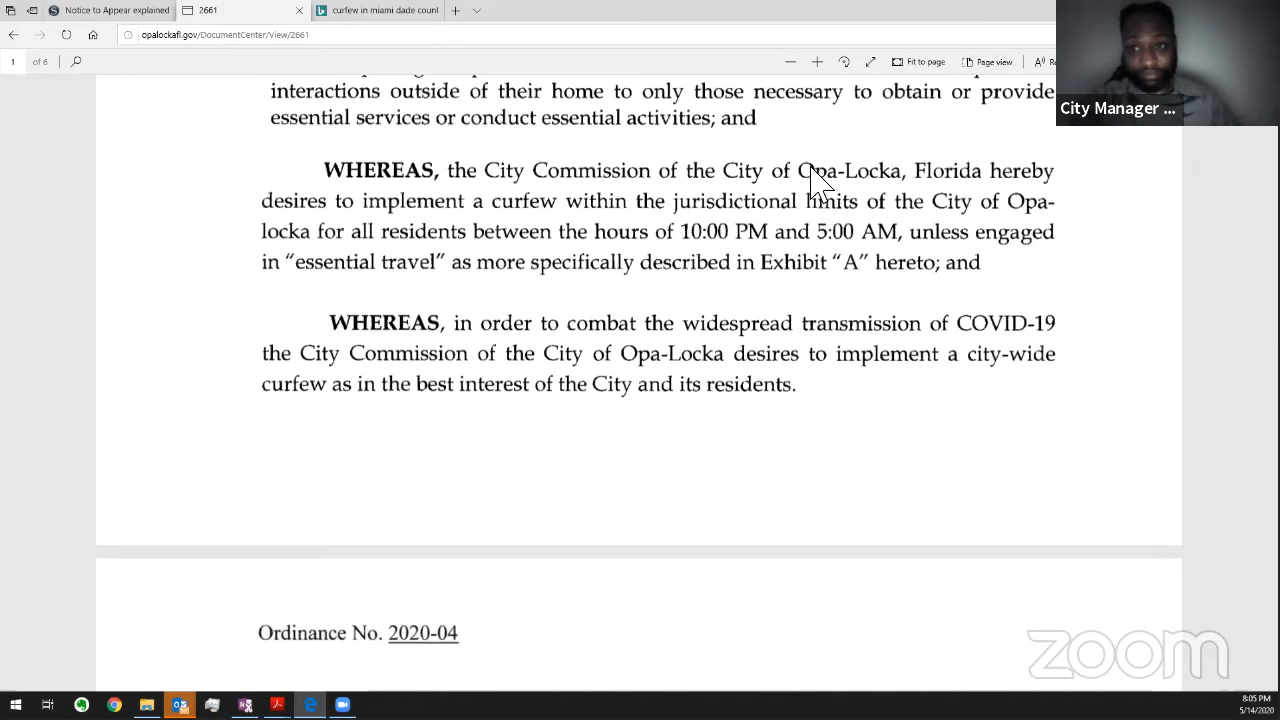 Notice to Appear explained
2661
curfew in miami dade count
opalockafl.gov/DocumentCenter/View/2661
1 of 6
Fit to page
Page view
City Manager ...
interactions outside of their home to only those necessary to obtain or provide
essential services or conduct essential activities; and
WHEREAS, the City Commission of the City of Opa-Locka, Florida hereby
desires to implement a curfew within the jurisdictional limits of the City of Opa-
locka for all residents between the hours of 10:00 PM and 5:00 AM, unless engaged
in “essential travel” as more specifically described in Exhibit “A” hereto; and
WHEREAS, in order to combat the widespread transmission of COVID-19
the City Commission of the City of Opa-Locka desires to implement a city-wide
curfew as in the best interest of the City and its residents.
Ordinance No. 2020-04
zoom
8:05 PM
5/14/2020